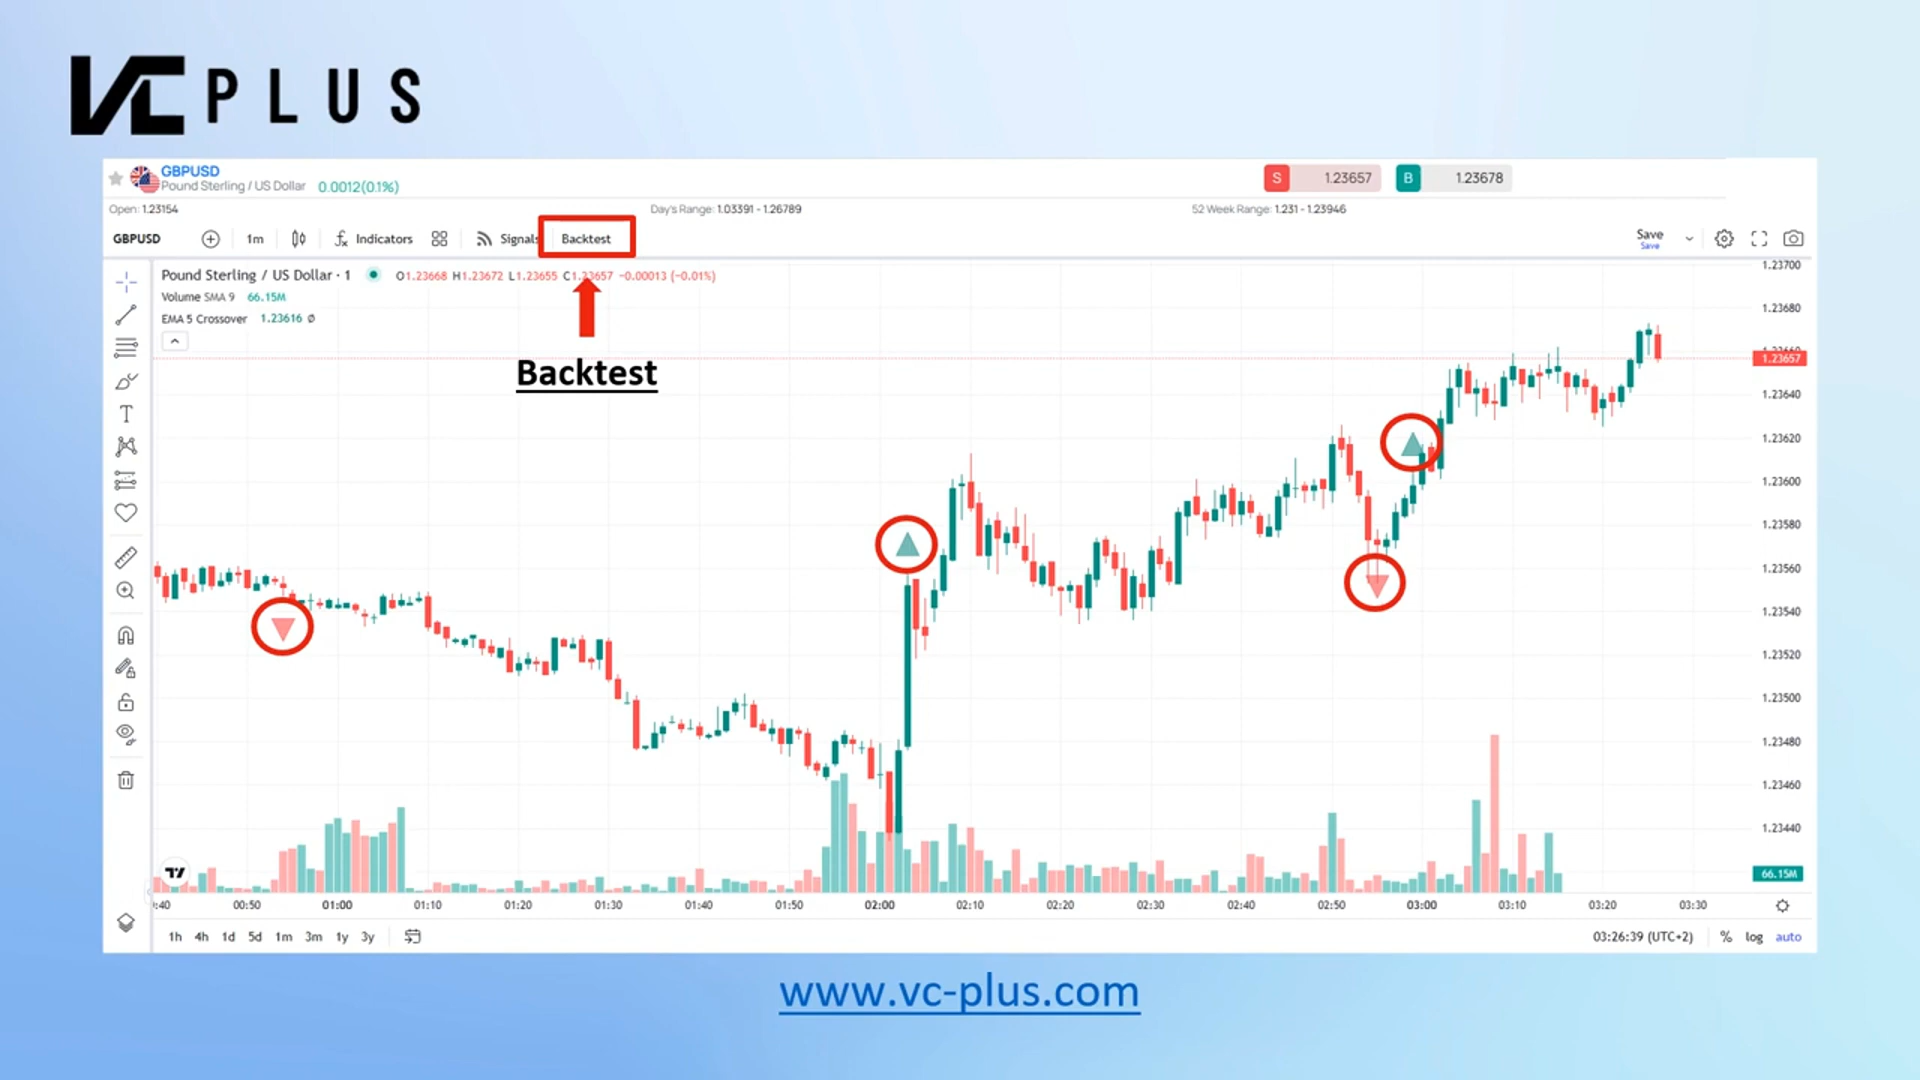 VC PLUS
GBPUSD
Pound Sterling / US Dollar 0.0012(0.1%)
S 1.23657 B 1.23678
Open: 1.23154 Day's Range: 1.03391 - 1.26789 52 Week Range: 1.231 - 1.23946
GBPUSD 1m Indicators Signals Backtest Save
Save
Pound Sterling / US Dollar · 1 O1.23668 H1.23672 L1.23655 C1.23657 −0.00013 (−0.01%)
Volume SMA 9 66.15M
EMA 5 Crossover 1.23616 Ø
Backtest
1.23700
1.23680
1.23657
1.23640
1.23620
1.23600
1.23580
1.23560
1.23540
1.23520
1.23500
1.23480
1.23460
1.23440
66.15M
:40 00:50 01:00 01:10 01:20 01:30 01:40 01:50 02:00 02:10 02:20 02:30 02:40 02:50 03:00 03:10 03:20 03:30
1h 4h 1d 5d 1m 3m 1y 3y 03:26:39 (UTC+2) % log auto
www.vc-plus.com